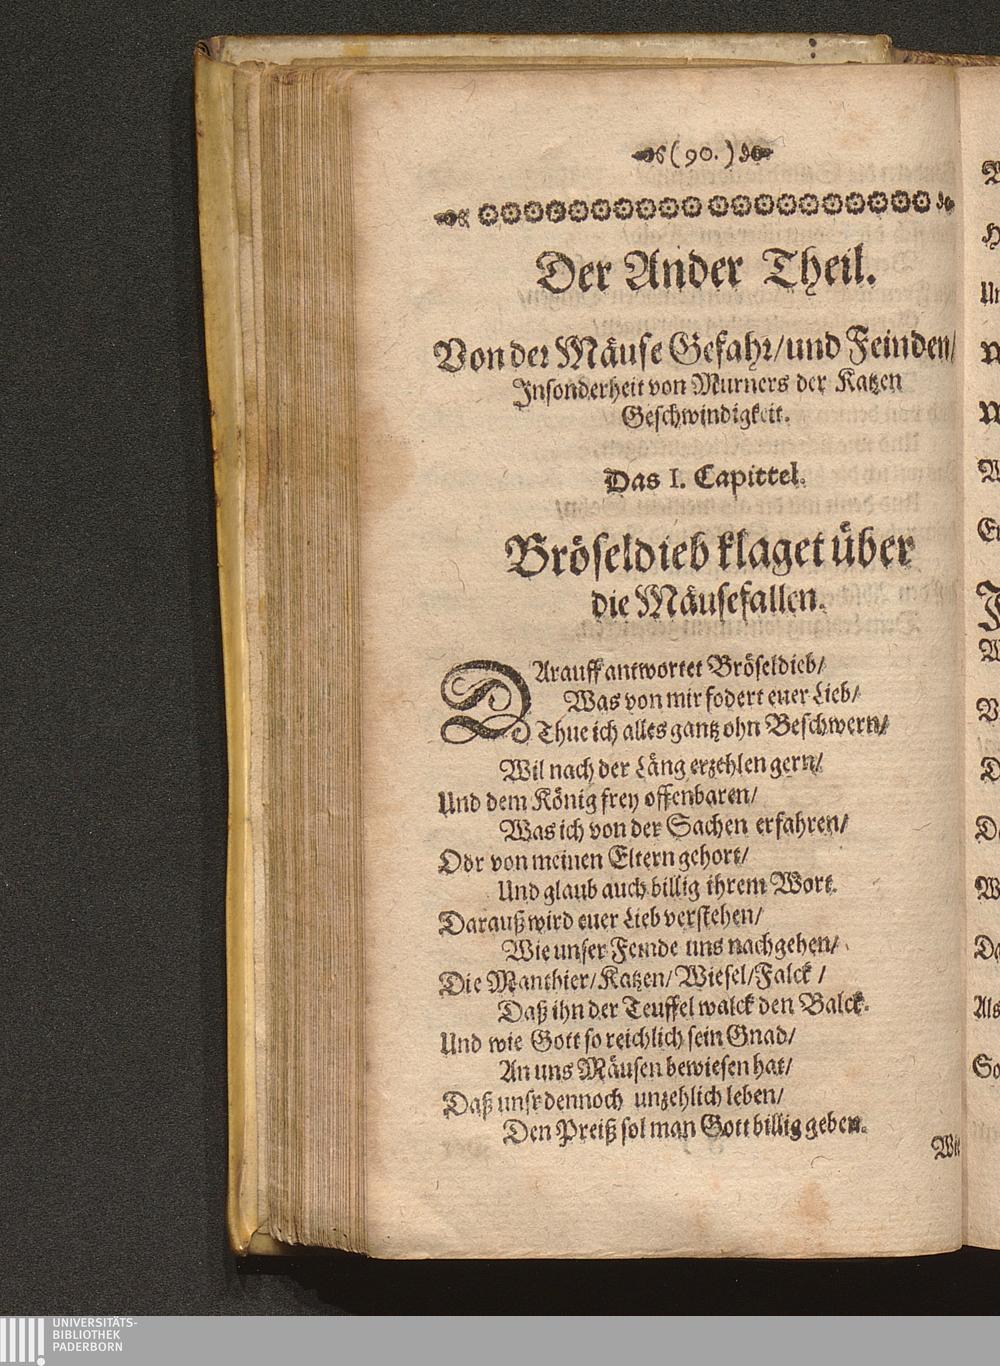 (90.)
Der Ander Theil.
Von der Mäuse Gefahr/und Feinden/
Insonderheit von Murners der Katzen
Geschwindigkeit.
Das I. Capittel.
Bröseldieb klaget über
die Mäusefallen.
DArauff antwortet Bröseldieb/
Was von mir fodert euer Lieb/
Thue ich alles gantz ohn Beschwern/
Wil nach der Läng erzehlen gern/
Und dem König frey offenbaren/
Was ich von der Sachen erfahren/
Odr von meinen Eltern gehort/
Und glaub auch billig ihrem Wort.
Darauß wird euer Lieb verstehen/
Wie unser Feinde uns nachgehen/
Die Manthier/Katzen/Wiesel/Falck/
Daß ihn der Teuffel walck den Balck.
Und wie Gott so reichlich sein Gnad/
An uns Mäusen bewiesen hat/
Daß unsr dennoch unzehlich leben/
Den Preiß sol man Gott billig geben.
Wie
UNIVERSITÄTS-
BIBLIOTHEK
PADERBORN